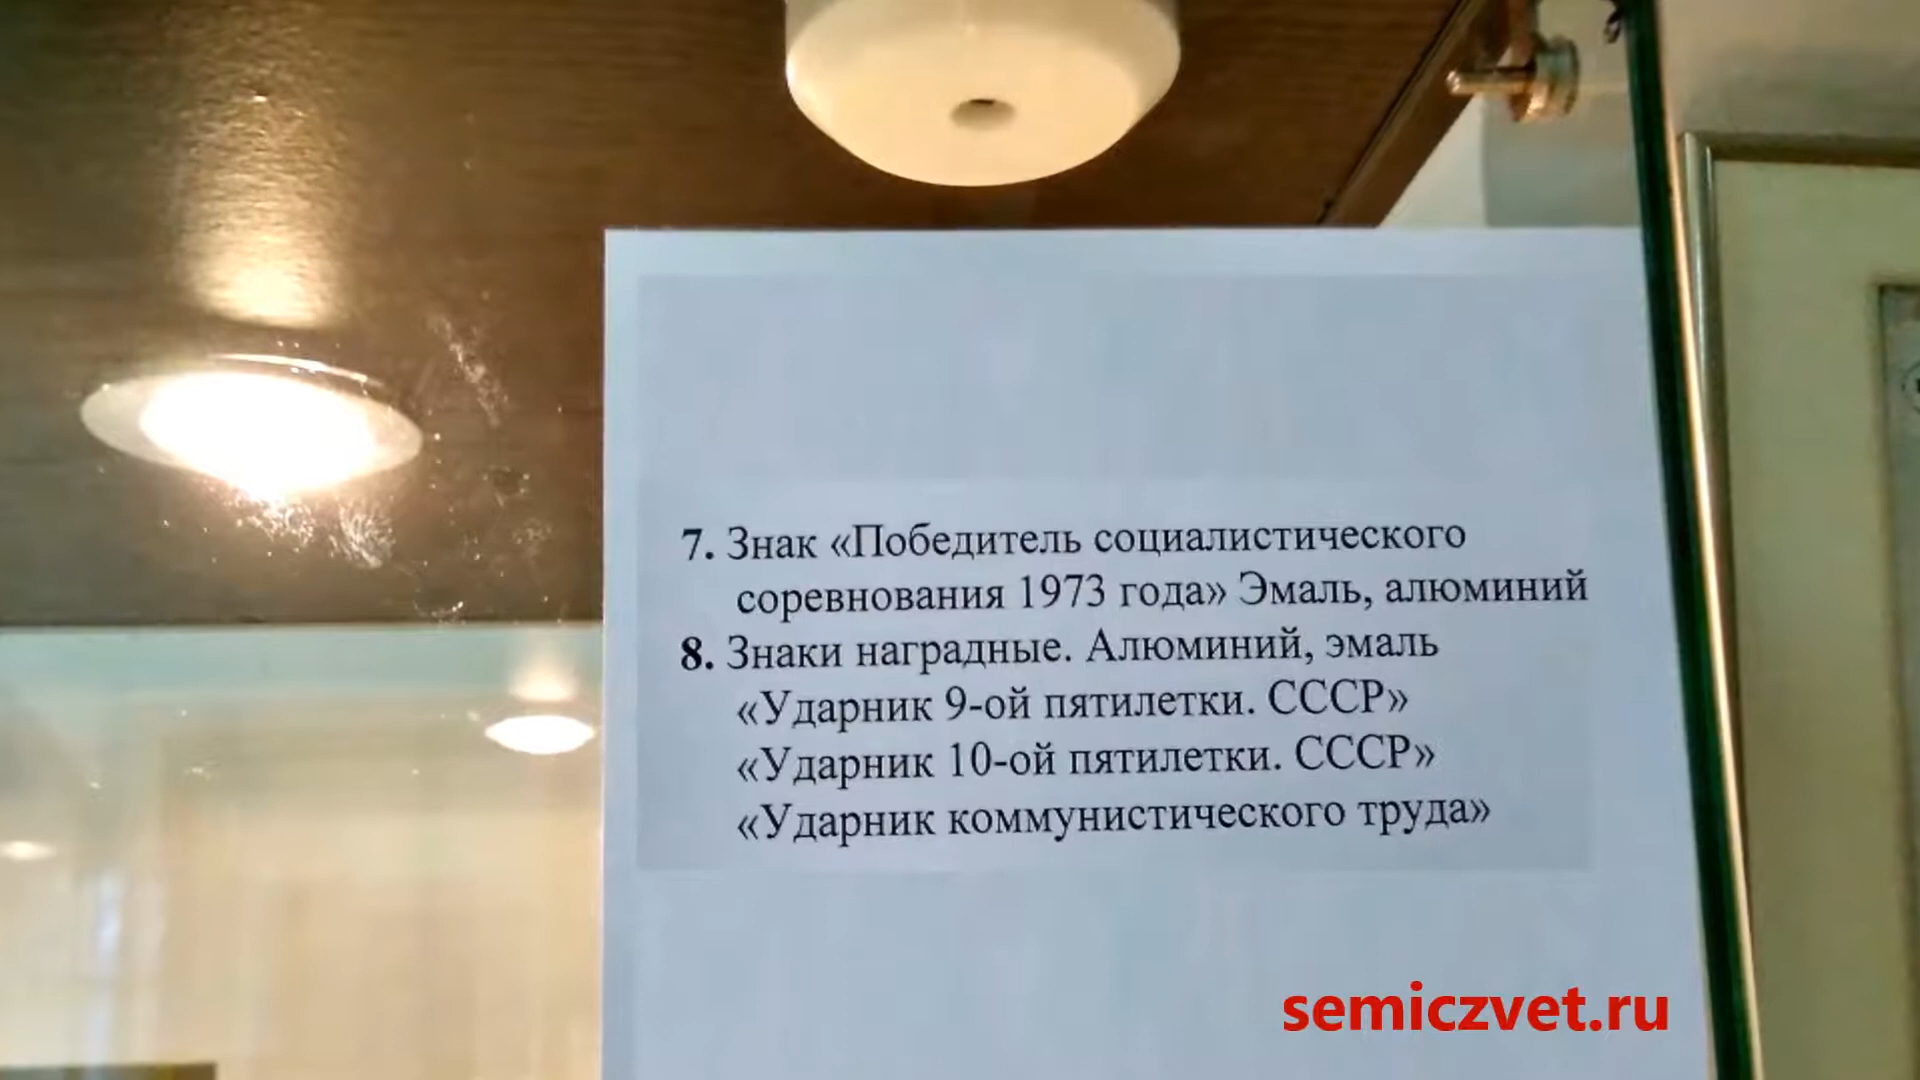 7. Знак «Победитель социалистического
соревнования 1973 года» Эмаль, алюминий
8. Знаки наградные. Алюминий, эмаль
«Ударник 9-ой пятилетки. СССР»
«Ударник 10-ой пятилетки. СССР»
«Ударник коммунистического труда»
semiczvet.ru